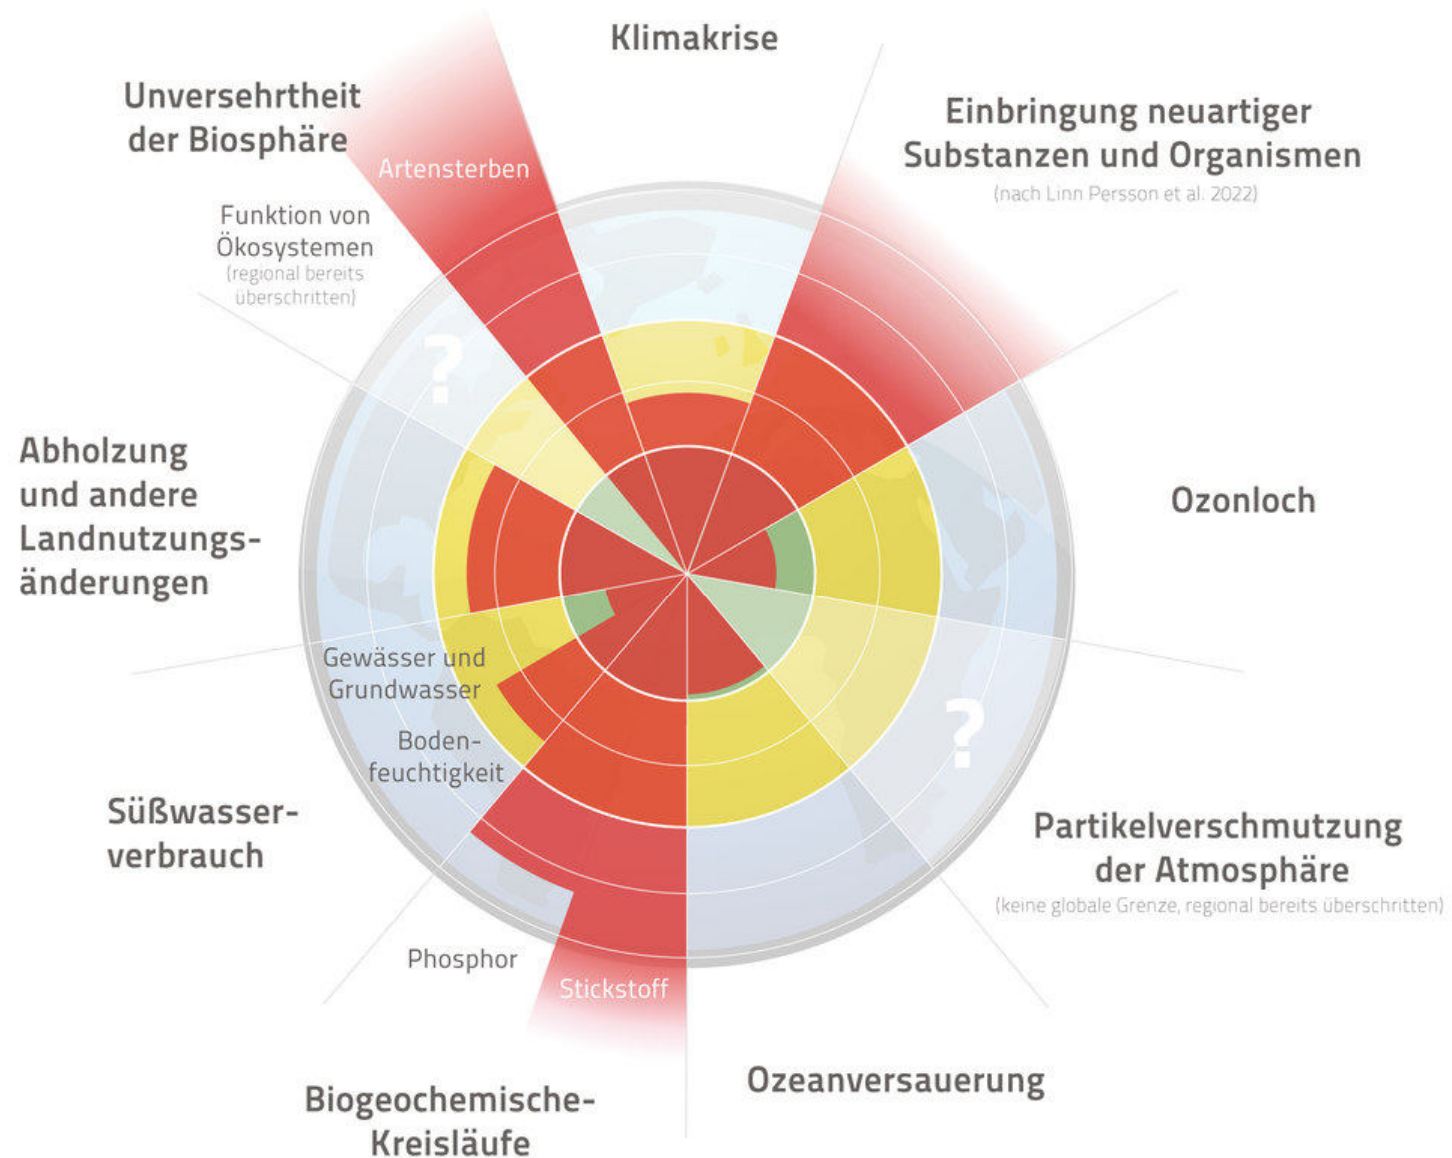 Klimakrise
Unversehrtheit
der Biosphäre
Artensterben
Funktion von
Ökosystemen
(regional bereits
überschritten)
?
Einbringung neuartiger
Substanzen und Organismen
(nach Linn Persson et al. 2022)
Ozonloch
Abholzung
und andere
Landnutzungs-
änderungen
Gewässer und
Grundwasser
Boden-
feuchtigkeit
Süßwasser-
verbrauch
?
Partikelverschmutzung
der Atmosphäre
(keine globale Grenze, regional bereits überschritten)
Phosphor
Stickstoff
Biogeochemische-
Kreisläufe
Ozeanversauerung